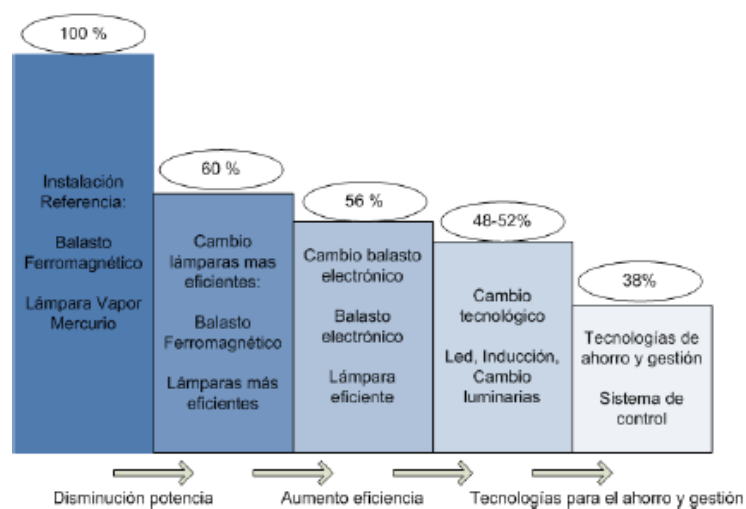 100 %
Instalación
Referencia:
Balasto
Ferromagnético
Lámpara Vapor
Mercurio
60 %
Cambio
lámparas mas
eficientes:
Balasto
Ferromagnético
Lámparas más
eficientes
56 %
Cambio balasto
electrónico
Balasto
electrónico
Lámpara
eficiente
48-52%
Cambio
tecnológico
Led, Inducción,
Cambio
luminarias
38%
Tecnologías de
ahorro y gestión
Sistema de
control
Disminución potencia
Aumento eficiencia
Tecnologías para el ahorro y gestión